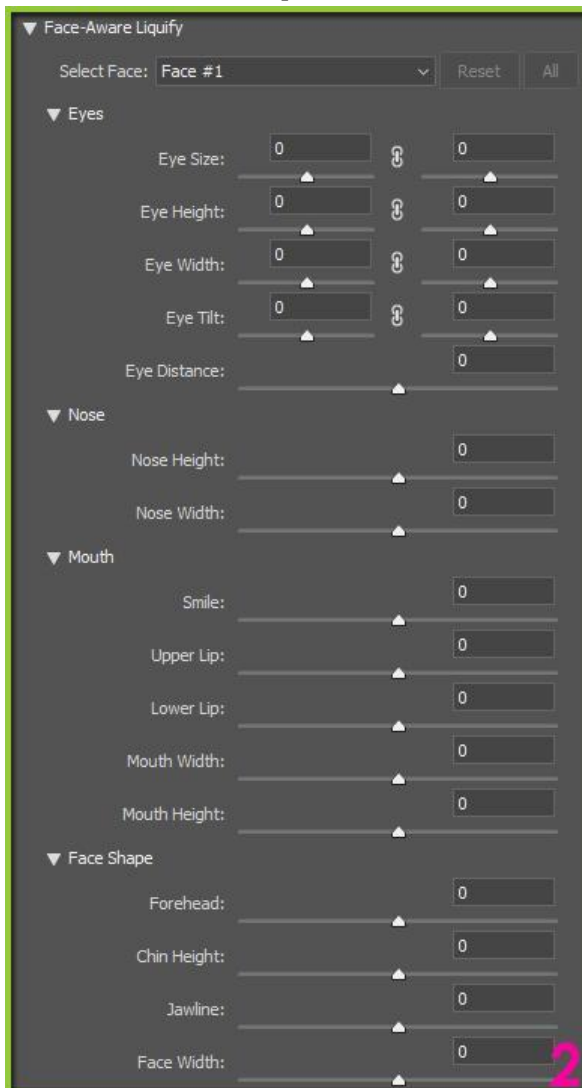 Face-Aware Liquify
Select Face: Face #1 Reset All
Eyes
Eye Size: 0 0
Eye Height: 0 0
Eye Width: 0 0
Eye Tilt: 0 0
Eye Distance: 0
Nose
Nose Height: 0
Nose Width: 0
Mouth
Smile: 0
Upper Lip: 0
Lower Lip: 0
Mouth Width: 0
Mouth Height: 0
Face Shape
Forehead: 0
Chin Height: 0
Jawline: 0
Face Width: 0 2